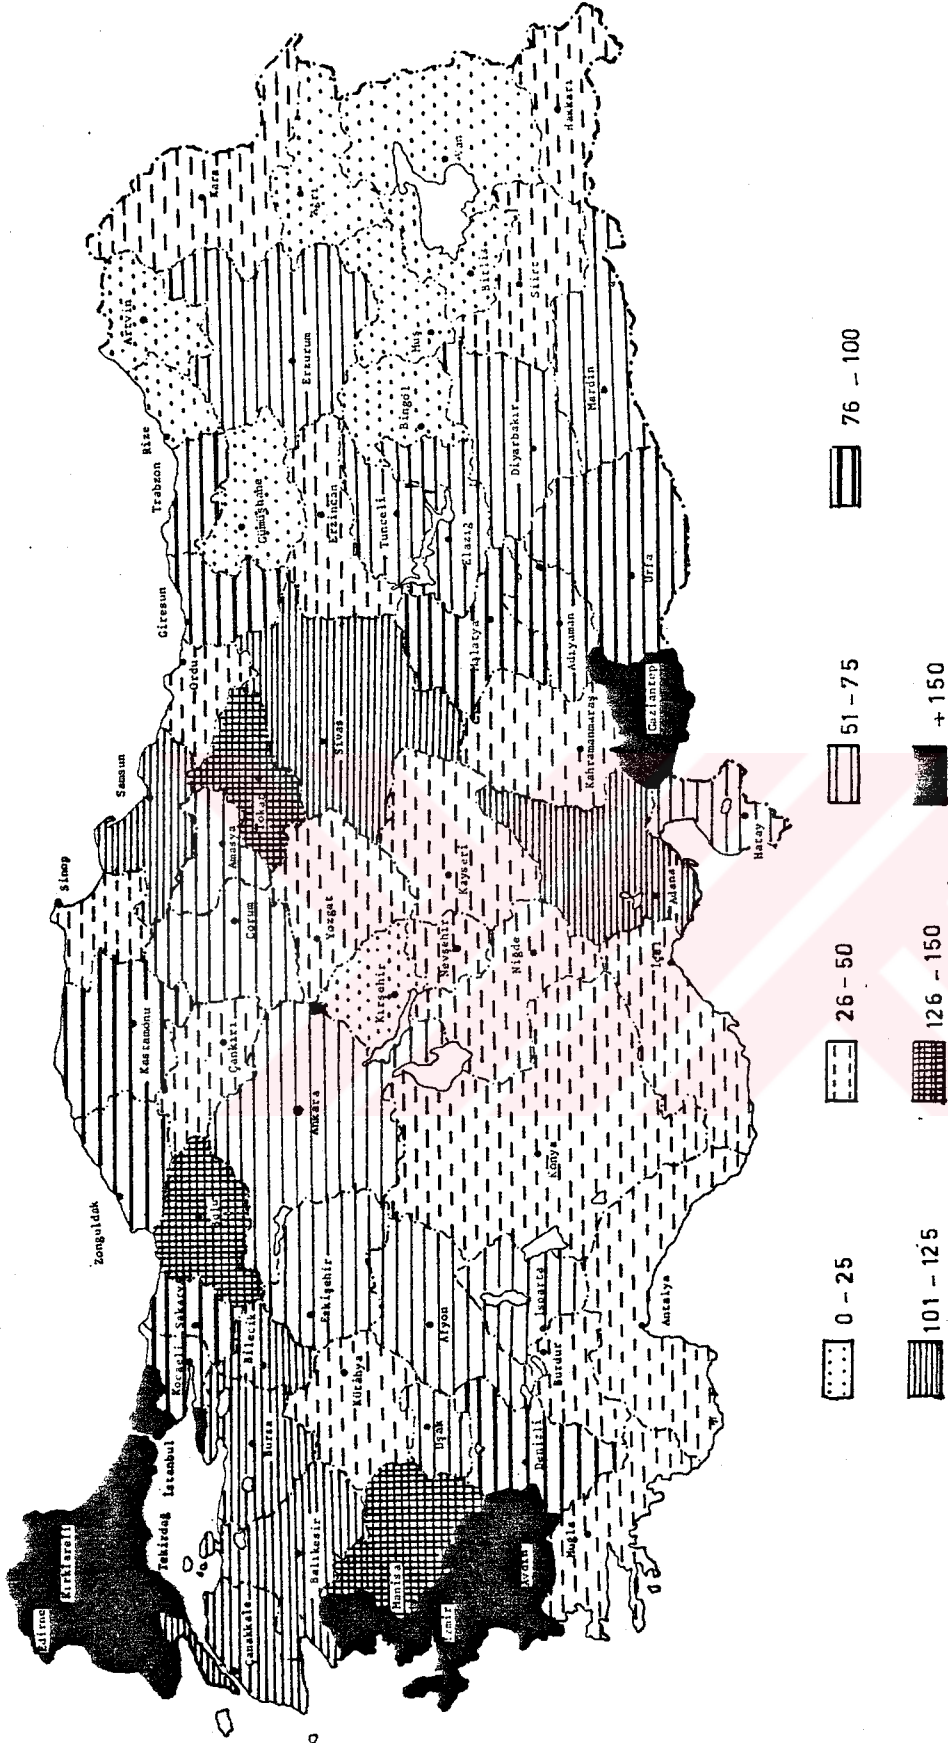 Edirne
Kırklareli
Tekirdağ
İstanbul
Kocaeli
Sakarya
Bolu
Zonguldak
Kastamonu
Sinop
Samsun
Ordu
Giresun
Trabzon
Rize
Artvin
Kars
Çanakkale
Balıkesir
Bursa
Bilecik
Eskişehir
Kütahya
Ankara
Çankırı
Çorum
Amasya
Tokat
Yozgat
Kırşehir
Sivas
Gümüşhane
Erzincan
Erzurum
Ağrı
Manisa
İzmir
Uşak
Afyon
Aydın
Denizli
Muğla
Burdur
Isparta
Antalya
Konya
Nevşehir
Niğde
Kayseri
İçel
Adana
Hatay
Kahramanmaraş
Gaziantep
Malatya
Adıyaman
Urfa
Tunceli
Elazığ
Bingöl
Muş
Diyarbakır
Mardin
Bitlis
Siirt
Van
Hakkari
0 - 25
26 - 50
51 - 75
76 - 100
101 - 125
126 - 150
+ 150